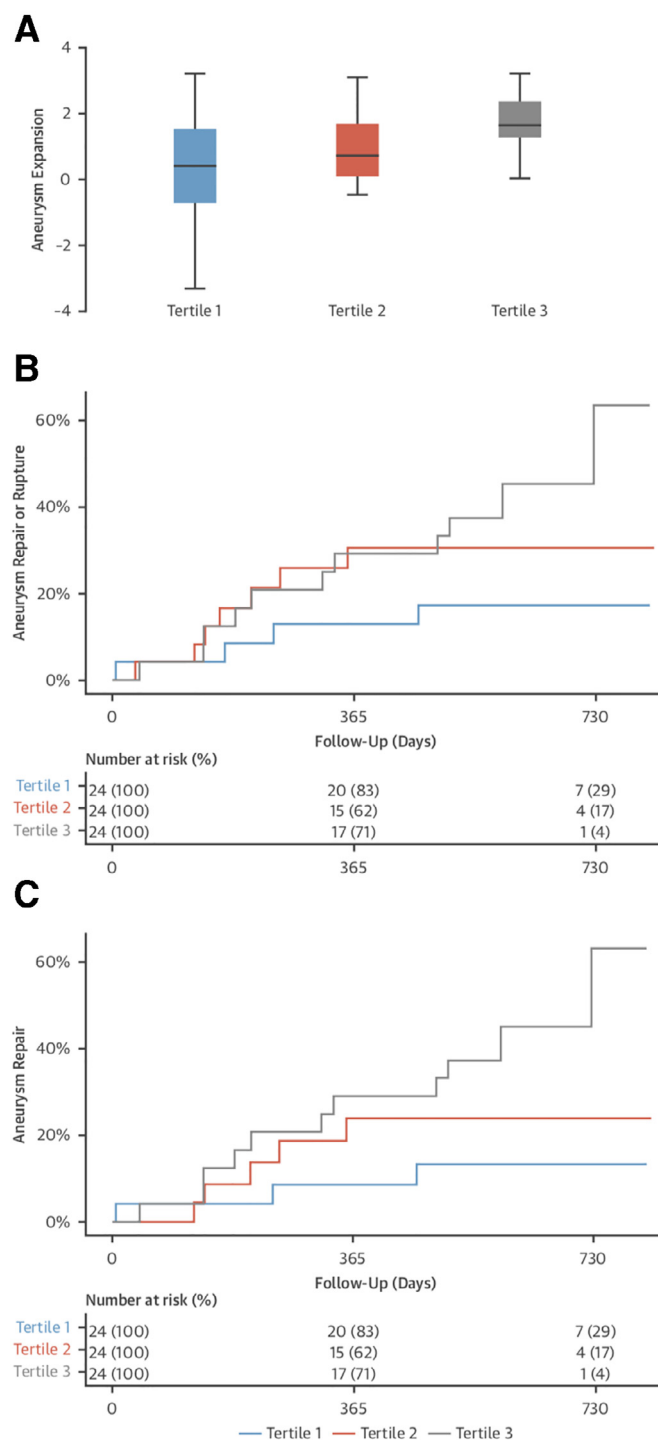 A
4
2
0
-2
-4
Aneurysm Expansion
Tertile 1 Tertile 2 Tertile 3
B
60%
40%
20%
0%
Aneurysm Repair or Rupture
0 365 730
Follow-Up (Days)
Number at risk (%)
Tertile 1 24 (100) 20 (83) 7 (29)
Tertile 2 24 (100) 15 (62) 4 (17)
Tertile 3 24 (100) 17 (71) 1 (4)
0 365 730
C
60%
40%
20%
0%
Aneurysm Repair
0 365 730
Follow-Up (Days)
Number at risk (%)
Tertile 1 24 (100) 20 (83) 7 (29)
Tertile 2 24 (100) 15 (62) 4 (17)
Tertile 3 24 (100) 17 (71) 1 (4)
0 365 730
Tertile 1 Tertile 2 Tertile 3